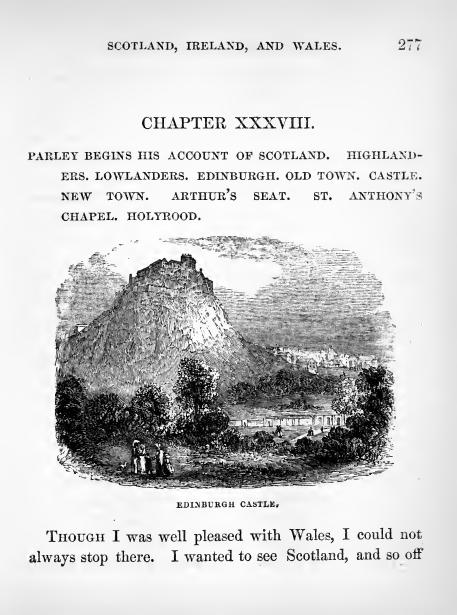 SCOTLAND, IRELAND, AND WALES. 277
CHAPTER XXXVIII.
PARLEY BEGINS HIS ACCOUNT OF SCOTLAND. HIGHLAND-
ERS. LOWLANDERS. EDINBURGH. OLD TOWN. CASTLE.
NEW TOWN. ARTHUR'S SEAT. ST. ANTHONY'S
CHAPEL. HOLYROOD.
EDINBURGH CASTLE.
THOUGH I was well pleased with Wales, I could not
always stop there. I wanted to see Scotland, and so off